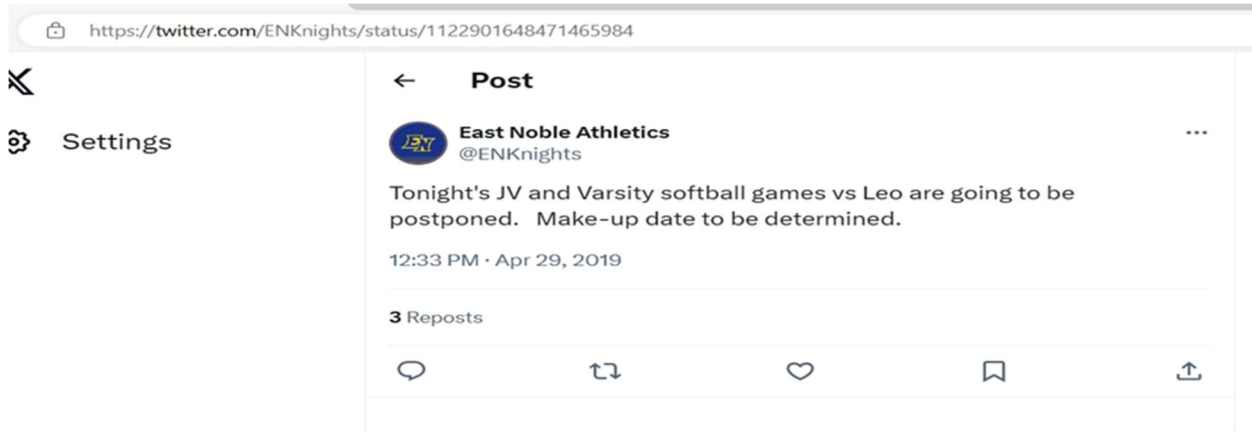 https://twitter.com/ENKnights/status/1122901648471465984
X
Post
Settings
EN
East Noble Athletics
@ENKnights
Tonight's JV and Varsity softball games vs Leo are going to be
postponed.   Make-up date to be determined.
12:33 PM · Apr 29, 2019
3 Reposts